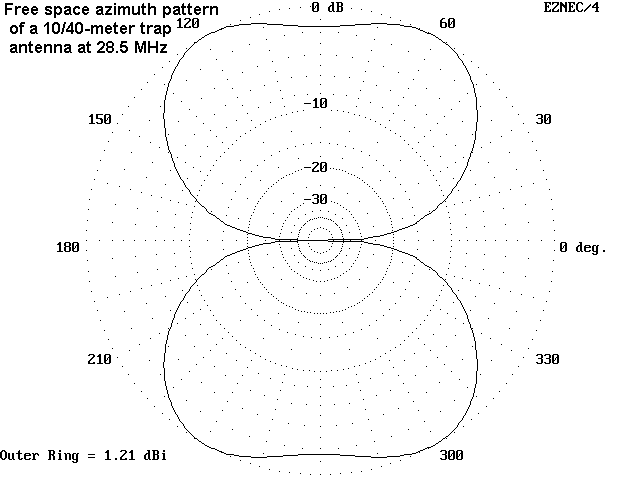 Free space azimuth pattern
of a 10/40-meter trap
antenna at 28.5 MHz
0 dB
EZNEC/4
120
60
-10
150
30
-20
-30
180
0 deg.
210
330
Outer Ring = 1.21 dBi
300